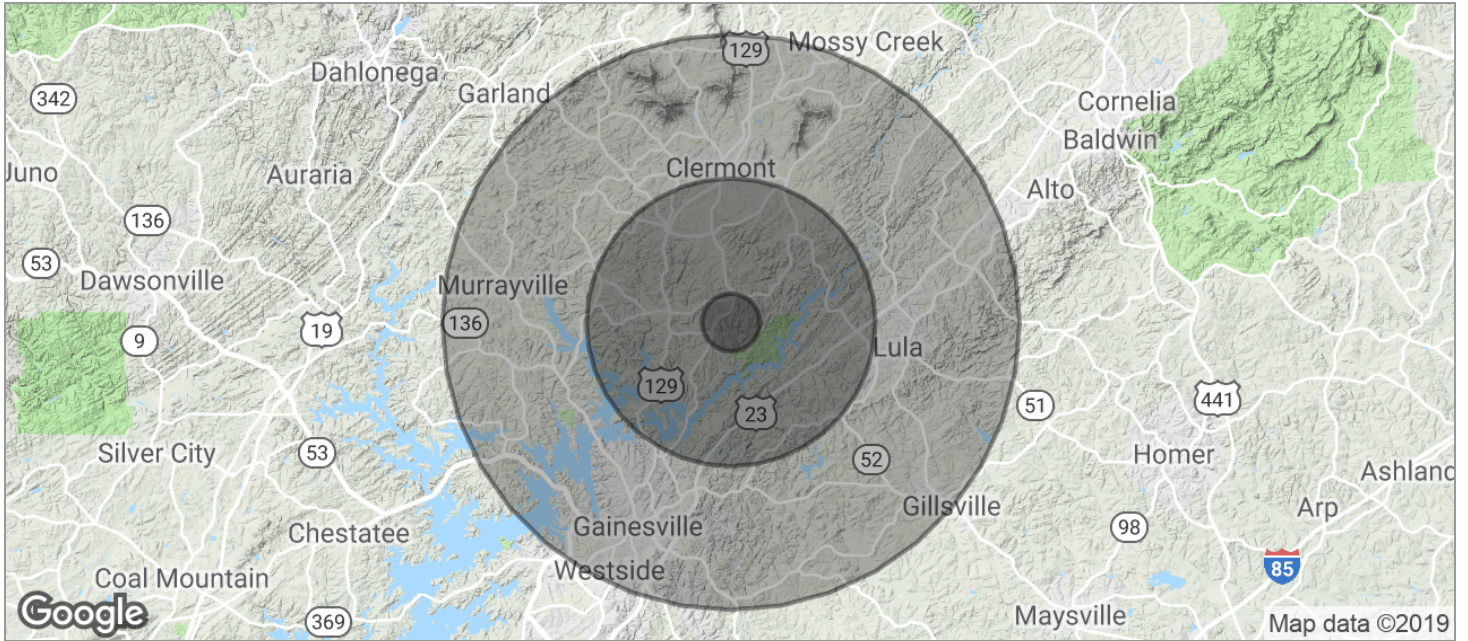 129
Mossy Creek
Dahlonega
342
Garland
Cornelia
Baldwin
Juno
Auraria
Clermont
Alto
136
53
Dawsonville
Murrayville
19
136
9
Lula
129
23
441
51
Silver City
53
52
Homer
Ashland
Gillsville
Arp
Chestatee
Gainesville
98
Coal Mountain
Westside
85
Google
369
Maysville
Map data ©2019